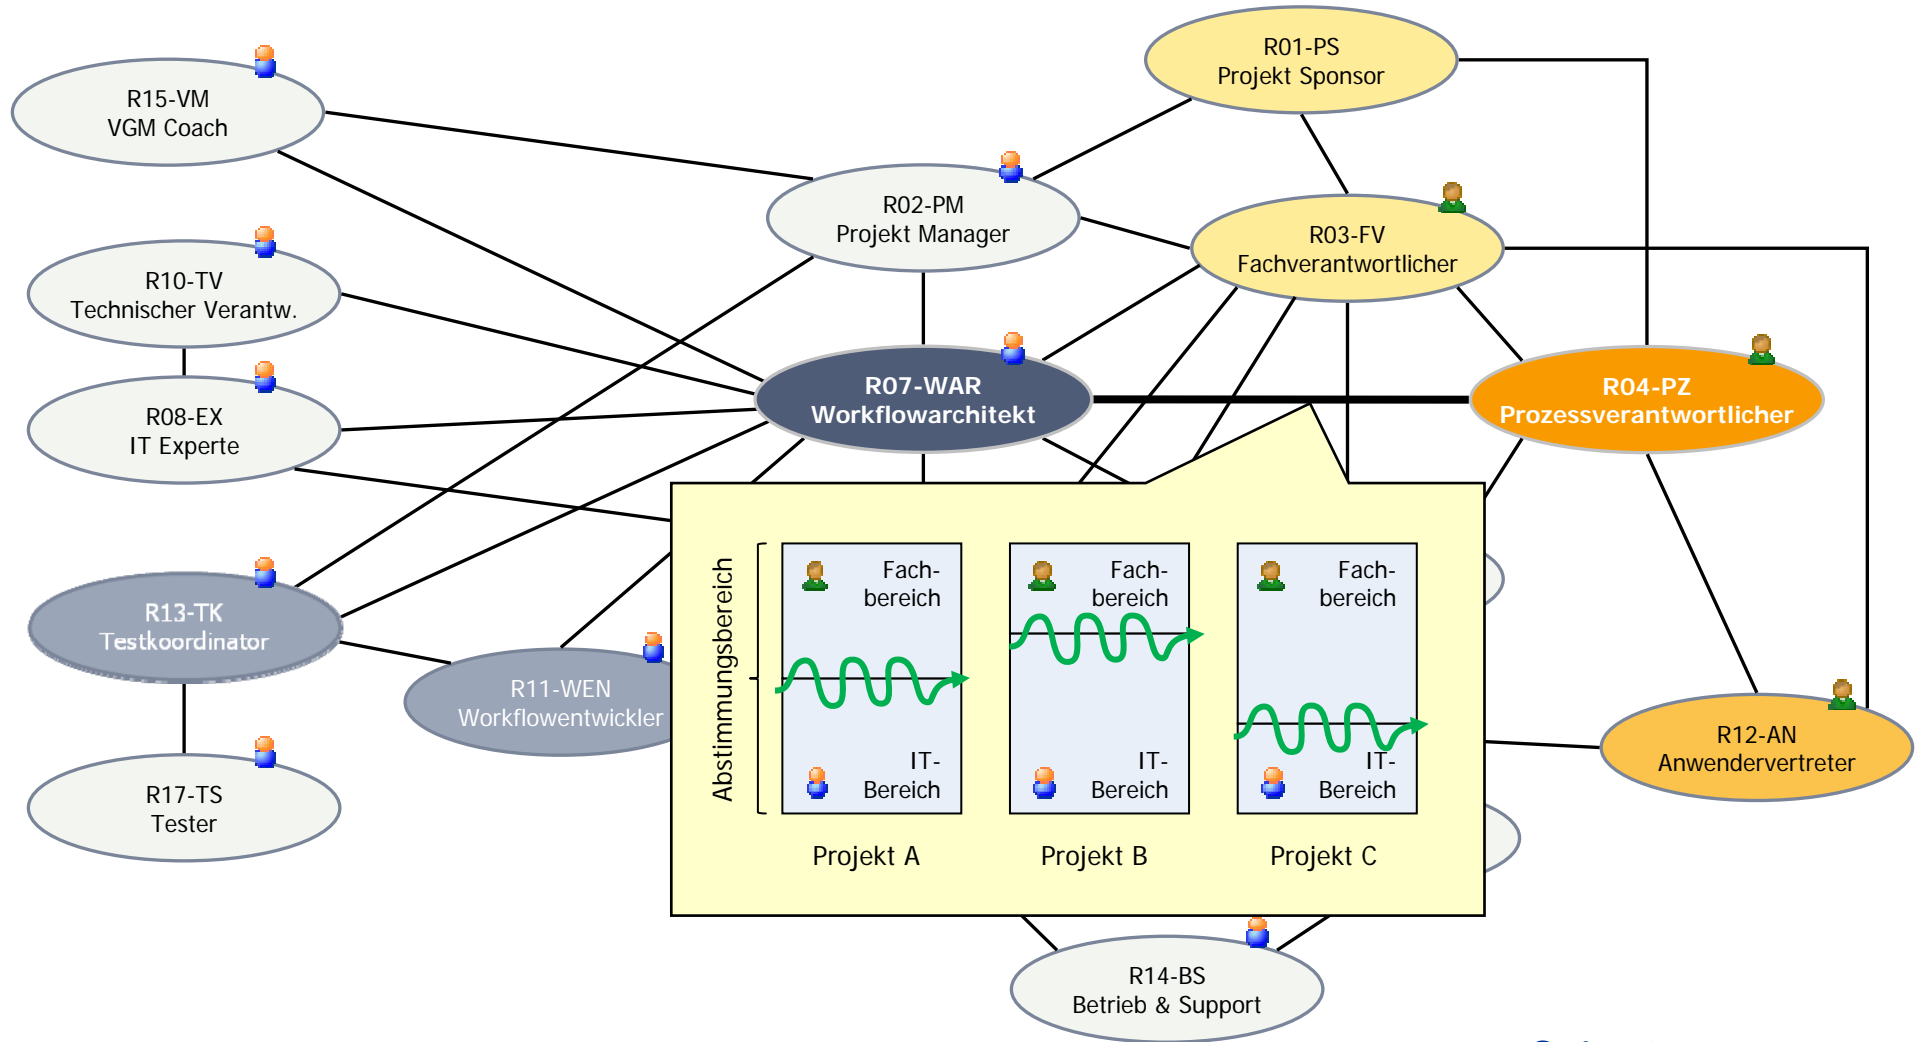 R01-PS
Projekt Sponsor
R15-VM
VGM Coach
R02-PM
Projekt Manager
R03-FV
Fachverantwortlicher
R10-TV
Technischer Verantw.
R07-WAR
Workflowarchitekt
R04-PZ
Prozessverantwortlicher
R08-EX
IT Experte
R13-TK
Testkoordinator
R11-WEN
Workflowentwickler
R17-TS
Tester
Abstimmungsbereich
Fach-
bereich
IT-
Bereich
Projekt A
Fach-
bereich
IT-
Bereich
Projekt B
Fach-
bereich
IT-
Bereich
Projekt C
R12-AN
Anwendervertreter
R14-BS
Betrieb & Support